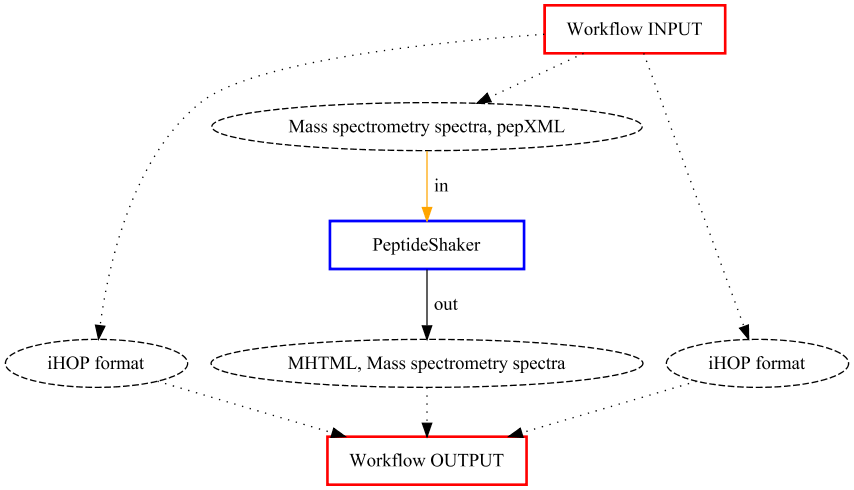 Workflow INPUT
Mass spectrometry spectra, pepXML
in
PeptideShaker
out
iHOP format
MHTML, Mass spectrometry spectra
iHOP format
Workflow OUTPUT